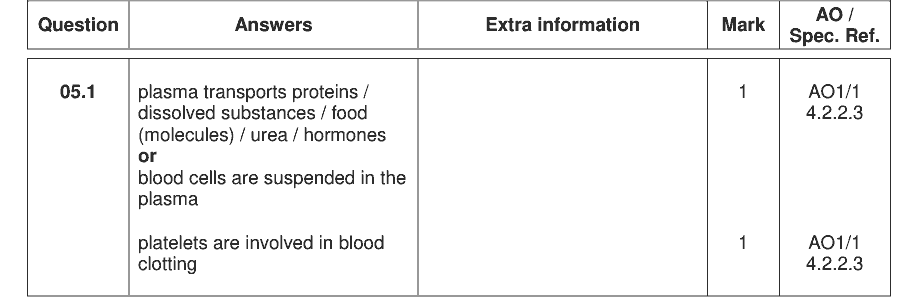 Question Answers Extra information Mark AO /
Spec. Ref.
05.1 plasma transports proteins / 1 AO1/1
dissolved substances / food 4.2.2.3
(molecules) / urea / hormones
or
blood cells are suspended in the
plasma
platelets are involved in blood 1 AO1/1
clotting 4.2.2.3